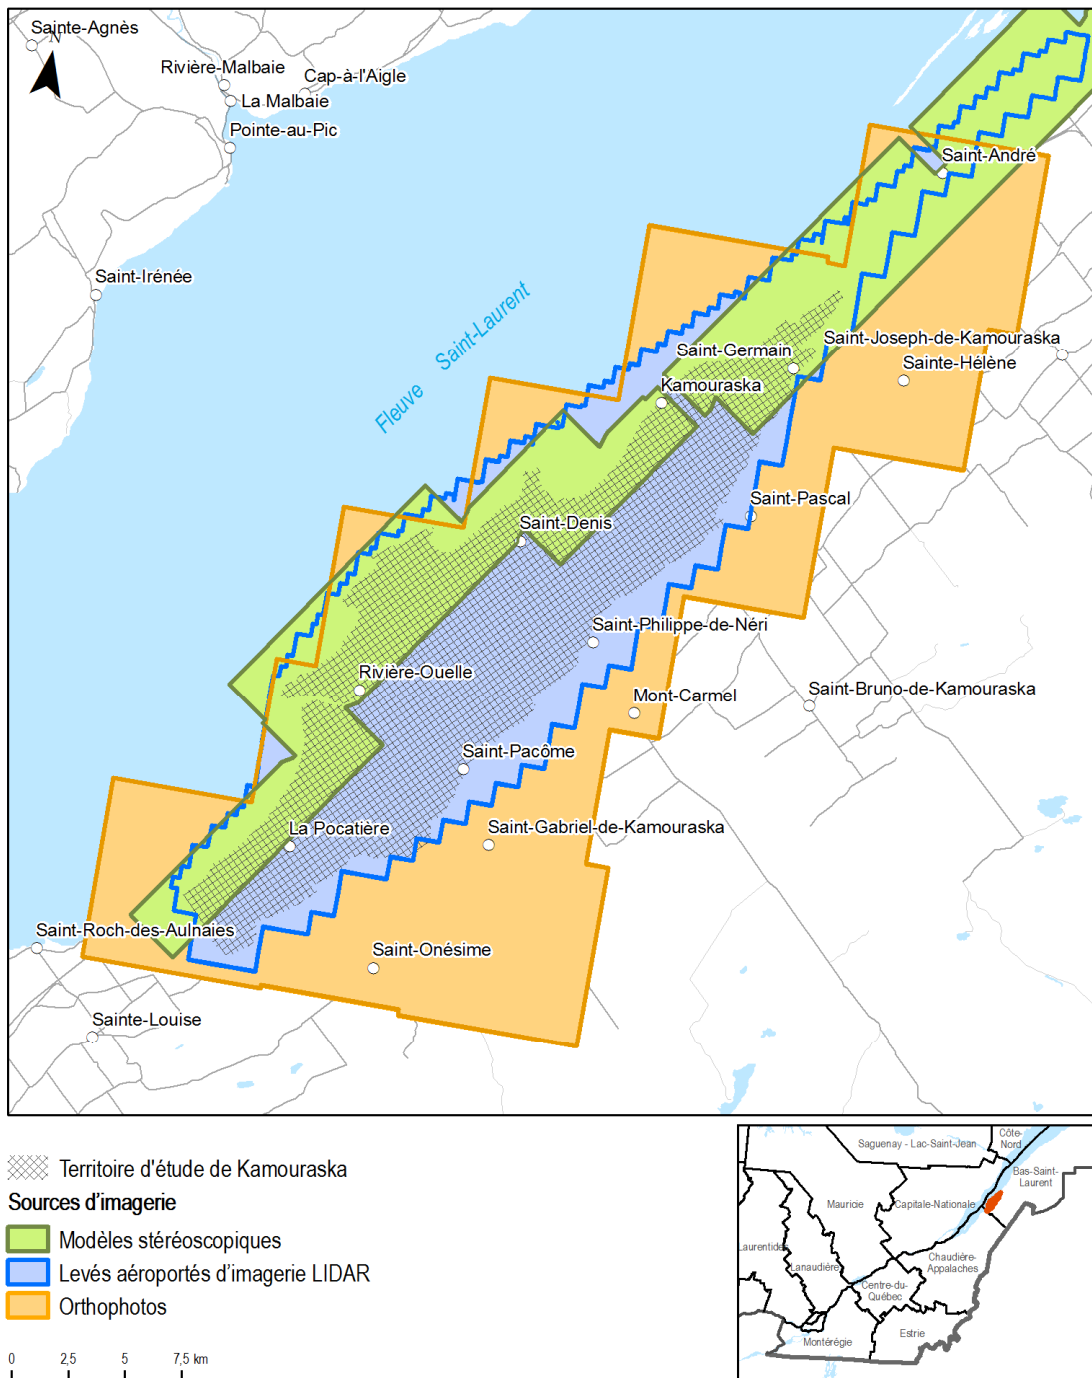 Sainte-Agnès
N
Rivière-Malbaie
Cap-à-l'Aigle
La Malbaie
Pointe-au-Pic
Saint-André
Saint-Irénée
Fleuve Saint-Laurent
Saint-Germain
Saint-Joseph-de-Kamouraska
Sainte-Hélène
Kamouraska
Saint-Pascal
Saint-Denis
Saint-Philippe-de-Néri
Rivière-Ouelle
Mont-Carmel
Saint-Bruno-de-Kamouraska
Saint-Pacôme
La Pocatière
Saint-Gabriel-de-Kamouraska
Saint-Roch-des-Aulnaies
Saint-Onésime
Sainte-Louise
Territoire d'étude de Kamouraska
Sources d'imagerie
Modèles stéréoscopiques
Levés aéroportés d'imagerie LIDAR
Orthophotos
0 2,5 5 7,5 km
Saguenay - Lac-Saint-Jean
Côte-
Nord
Bas-Saint-
Laurent
Mauricie
Capitale-Nationale
Laurentides
Lanaudière
Chaudière-
Appalaches
Centre-du-
Québec
Montérégie
Estrie